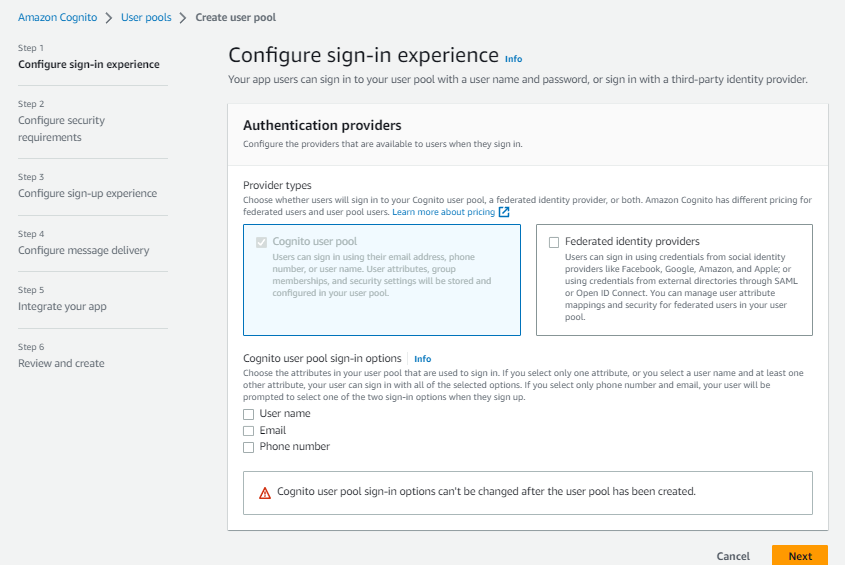 Amazon Cognito > User pools > Create user pool
Step 1
Configure sign-in experience
Step 2
Configure security
requirements
Step 3
Configure sign-up experience
Step 4
Configure message delivery
Step 5
Integrate your app
Step 6
Review and create
Configure sign-in experience Info
Your app users can sign in to your user pool with a user name and password, or sign in with a third-party identity provider.
Authentication providers
Configure the providers that are available to users when they sign in.
Provider types
Choose whether users will sign in to your Cognito user pool, a federated identity provider, or both. Amazon Cognito has different pricing for
federated users and user pool users. Learn more about pricing
Cognito user pool
Users can sign in using their email address, phone
number, or user name. User attributes, group
memberships, and security settings will be stored and
configured in your user pool.
Federated identity providers
Users can sign in using credentials from social identity
providers like Facebook, Google, Amazon, and Apple; or
using credentials from external directories through SAML
or Open ID Connect. You can manage user attribute
mappings and security for federated users in your user
pool.
Cognito user pool sign-in options Info
Choose the attributes in your user pool that are used to sign in. If you select only one attribute, or you select a user name and at least one
other attribute, your user can sign in with all of the selected options. If you select only phone number and email, your user will be
prompted to select one of the two sign-in options when they sign up.
User name
Email
Phone number
Cognito user pool sign-in options can't be changed after the user pool has been created.
Cancel Next